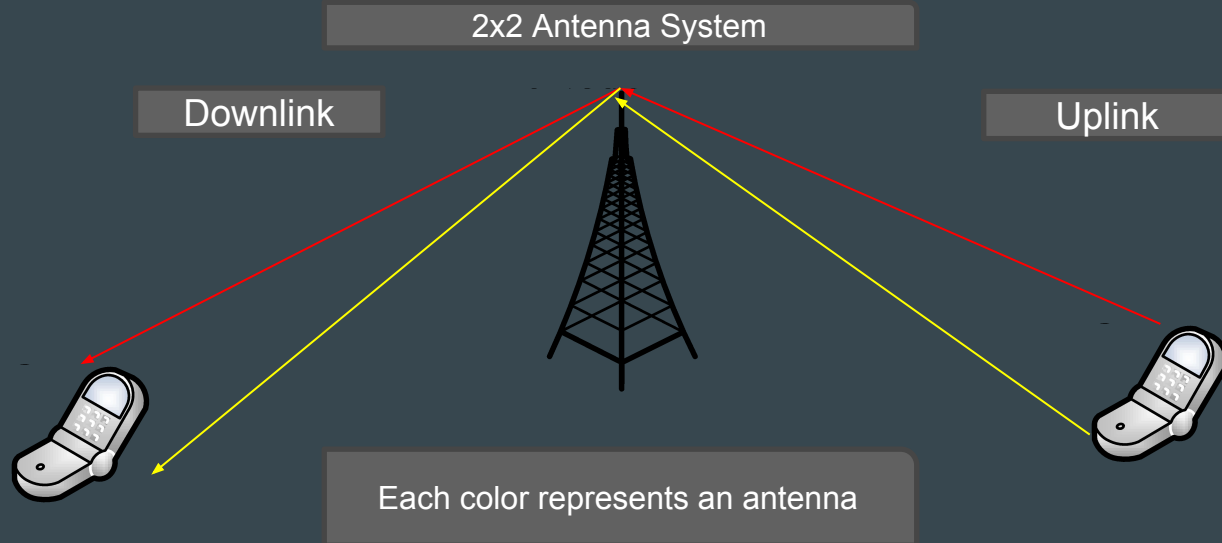 2x2 Antenna System
Downlink
Uplink
Each color represents an antenna